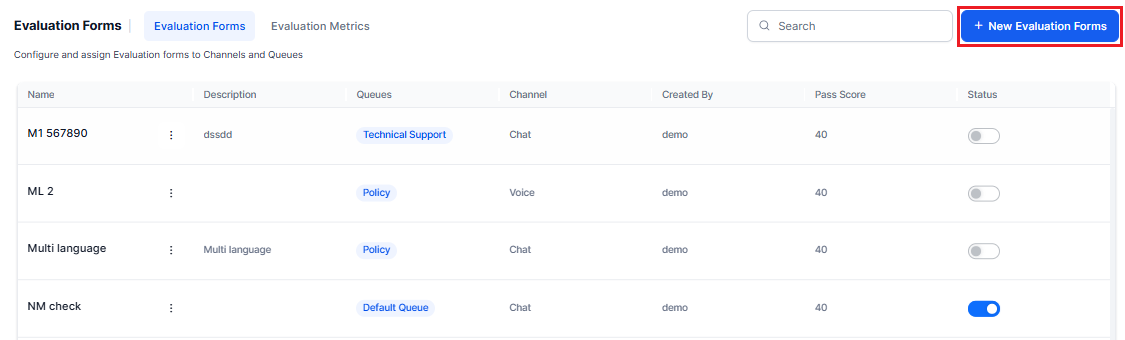 Evaluation Forms Evaluation Forms Evaluation Metrics Search + New Evaluation Forms
Configure and assign Evaluation forms to Channels and Queues
Name Description Queues Channel Created By Pass Score Status
M1 567890 dssdd Technical Support Chat demo 40
ML 2 Policy Voice demo 40
Multi language Multi language Policy Chat demo 40
NM check Default Queue Chat demo 40